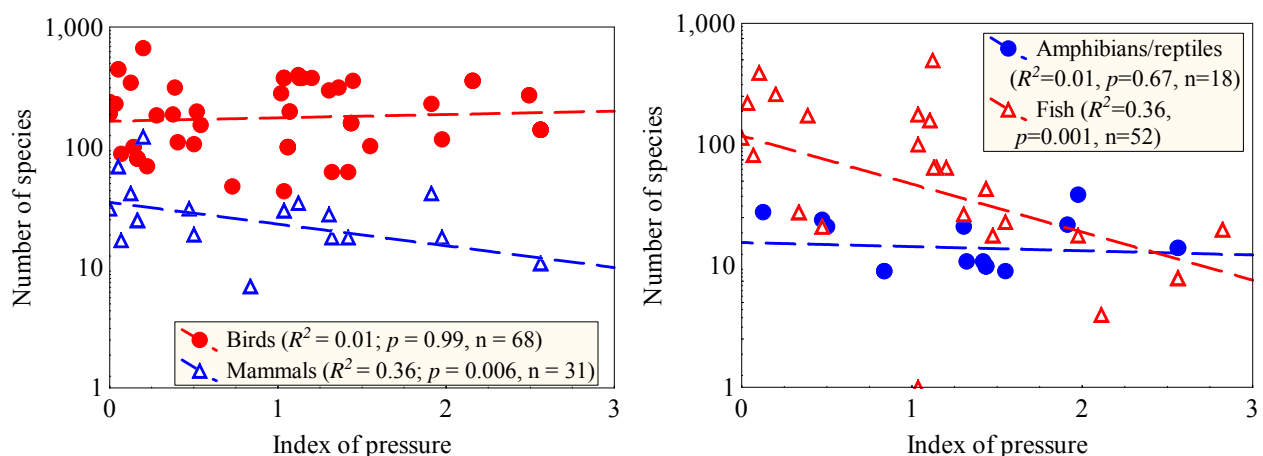 1,000
100
10
1
Number of species
0
1
2
3
Index of pressure
Birds (R² = 0.01; p = 0.99, n = 68)
Mammals (R² = 0.36; p = 0.006, n = 31)
1,000
100
10
1
Number of species
0
1
2
3
Index of pressure
Amphibians/reptiles
(R²=0.01, p=0.67, n=18)
Fish (R²=0.36,
p=0.001, n=52)